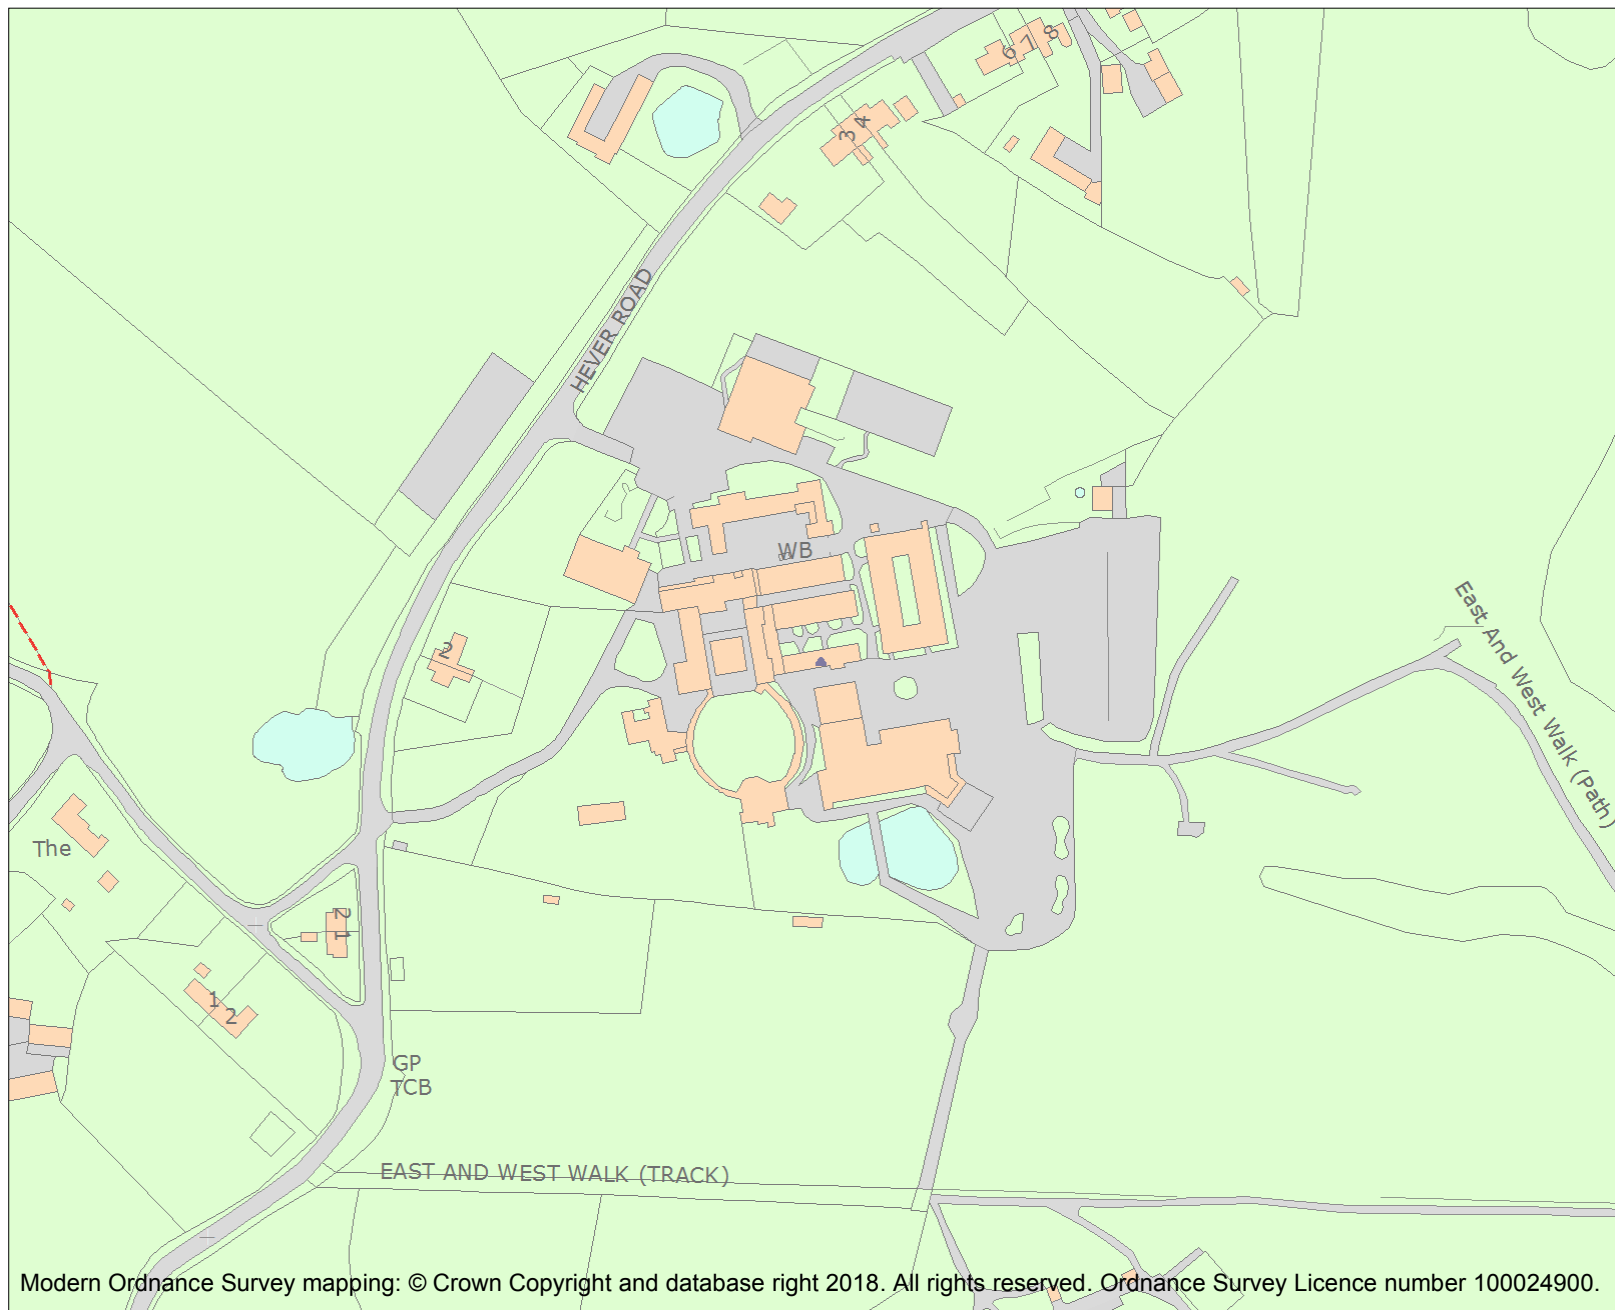 6
7
8
3
4
HEVER ROAD
WB
East And West Walk (Path)
2
The
2
1
1
2
GP
TCB
EAST AND WEST WALK (TRACK)
Modern Ordnance Survey mapping: © Crown Copyright and database right 2018. All rights reserved. Ordnance Survey Licence number 100024900.